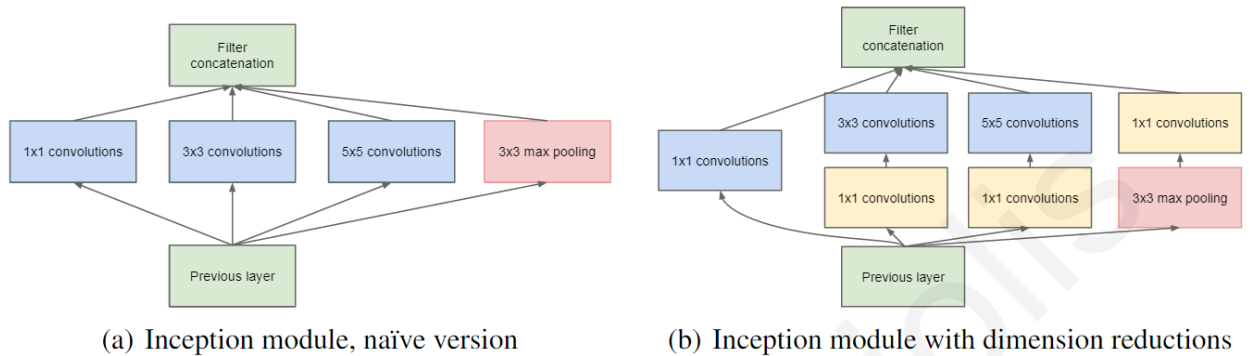 Filter
concatenation
1x1 convolutions
3x3 convolutions
5x5 convolutions
3x3 max pooling
Previous layer
(a) Inception module, naïve version
Filter
concatenation
3x3 convolutions
5x5 convolutions
1x1 convolutions
1x1 convolutions
1x1 convolutions
1x1 convolutions
3x3 max pooling
Previous layer
(b) Inception module with dimension reductions